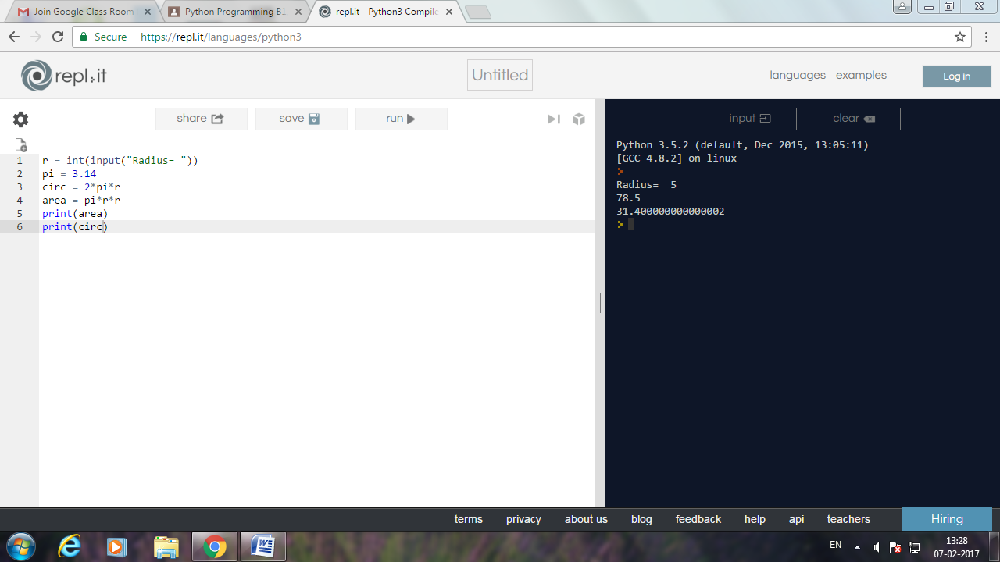 Join Google Class Room
Python Programming B1
repl.it - Python3 Compile
Secure
https://repl.it/languages/python3
repl.it
Untitled
languages
examples
Log in
share
save
run
input
clear
1 r = int(input("Radius= "))
2 pi = 3.14
3 circ = 2*pi*r
4 area = pi*r*r
5 print(area)
6 print(circ)
Python 3.5.2 (default, Dec 2015, 13:05:11)
[GCC 4.8.2] on linux
Radius=  5
78.5
31.400000000000002
terms
privacy
about us
blog
feedback
help
api
teachers
Hiring
EN
13:28
07-02-2017